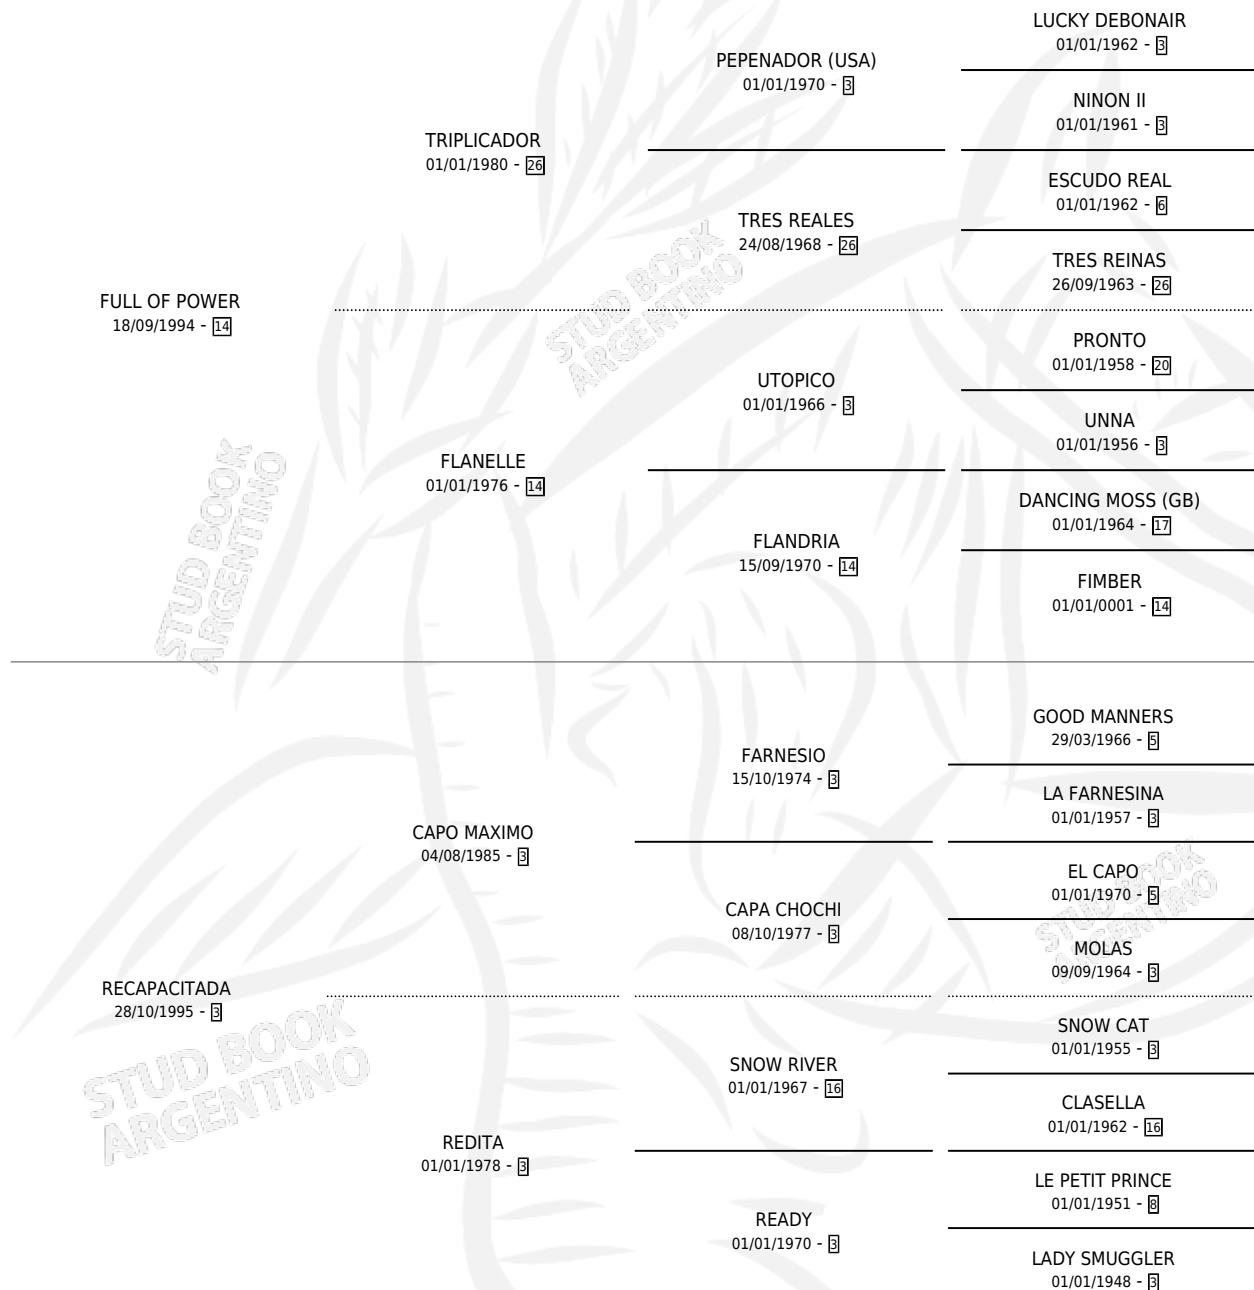 LUCKY DEBONAIR
01/01/1962 - 3
PEPENADOR (USA)
01/01/1970 - 3
NINON II
01/01/1961 - 3
TRIPLICADOR
01/01/1980 - 26
ESCUDO REAL
01/01/1962 - 6
TRES REALES
24/08/1968 - 26
TRES REINAS
26/09/1963 - 26
FULL OF POWER
18/09/1994 - 14
PRONTO
01/01/1958 - 20
UTOPICO
01/01/1966 - 3
UNNA
01/01/1956 - 3
FLANELLE
01/01/1976 - 14
DANCING MOSS (GB)
01/01/1964 - 17
FLANDRIA
15/09/1970 - 14
FIMBER
01/01/0001 - 14
GOOD MANNERS
29/03/1966 - 5
FARNESIO
15/10/1974 - 3
LA FARNESINA
01/01/1957 - 3
CAPO MAXIMO
04/08/1985 - 3
EL CAPO
01/01/1970 - 5
CAPA CHOCHI
08/10/1977 - 3
MOLAS
09/09/1964 - 3
RECAPACITADA
28/10/1995 - 3
SNOW CAT
01/01/1955 - 3
SNOW RIVER
01/01/1967 - 16
CLASELLA
01/01/1962 - 16
REDITA
01/01/1978 - 3
LE PETIT PRINCE
01/01/1951 - 8
READY
01/01/1970 - 3
LADY SMUGGLER
01/01/1948 - 3
STUD BOOK
ARGENTINO
STUD BOOK
ARGENTINO
STUD BOOK
ARGENTINO
STUD BOOK
ARGENTINO